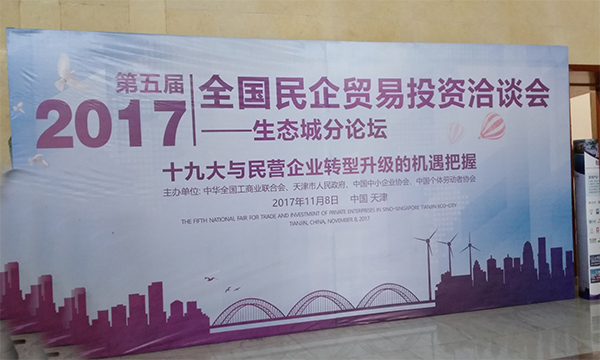 第五届
2017
全国民企贸易投资洽谈会
——生态城分论坛
十九大与民营企业转型升级的机遇把握
主办单位: 中华全国工商业联合会、天津市人民政府、中国中小企业协会、中国个体劳动者协会
2017年11月8日 中国 天津
THE FIFTH NATIONAL FAIR FOR TRADE AND INVESTMENT OF PRIVATE ENTERPRISES IN SINO-SINGAPORE TIANJIN ECO-CITY
TIANJIN, CHINA, NOVEMBER 8, 2017